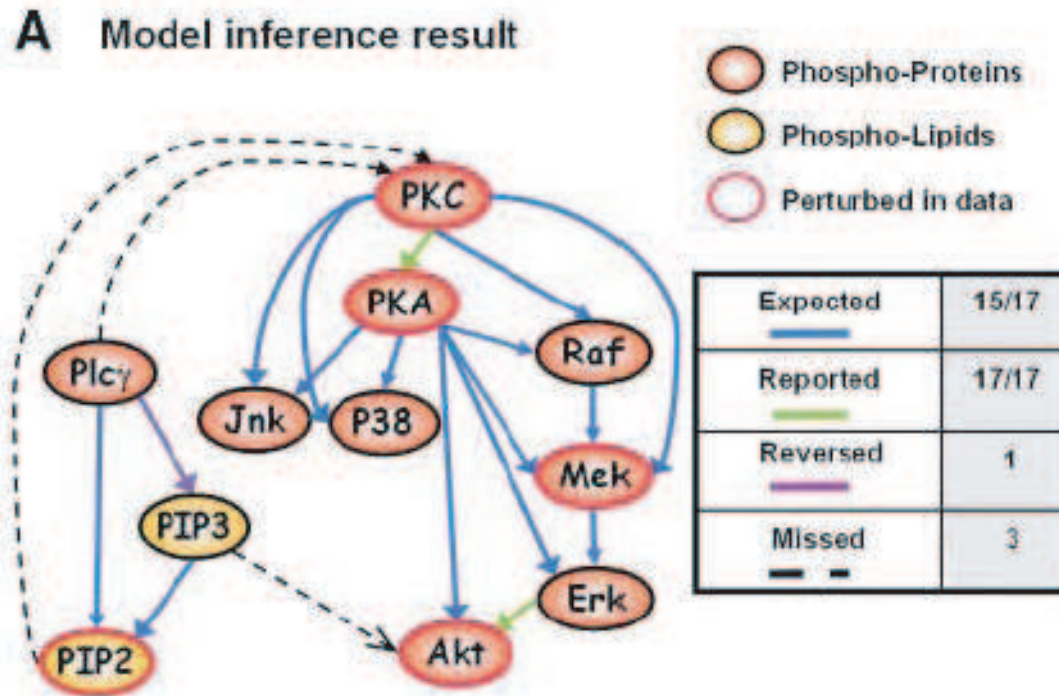 A Model inference result
Phospho-Proteins
Phospho-Lipids
Perturbed in data
PKC
PKA
Raf
Plcγ
Jnk
P38
Mek
PIP3
Erk
Akt
PIP2
Expected 15/17
Reported 17/17
Reversed 1
Missed 3